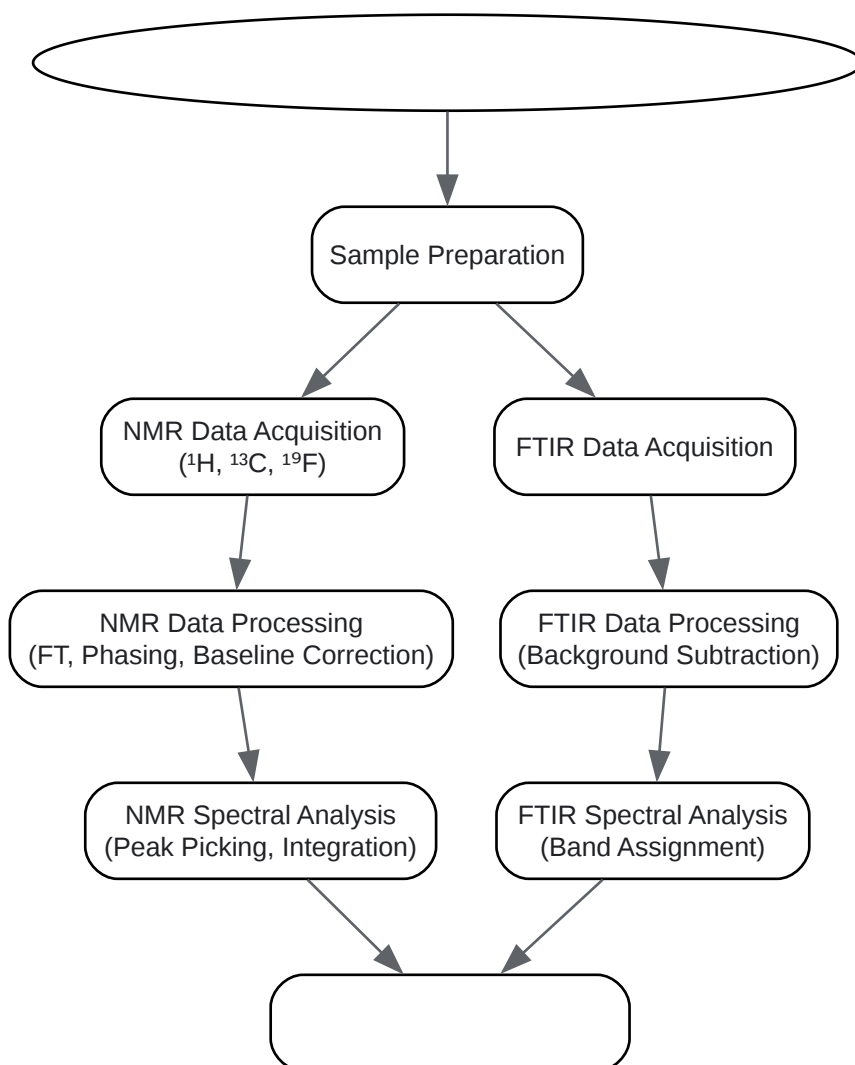 Sample Preparation
NMR Data Acquisition
(¹H, ¹³C, ¹⁹F)
FTIR Data Acquisition
NMR Data Processing
(FT, Phasing, Baseline Correction)
FTIR Data Processing
(Background Subtraction)
NMR Spectral Analysis
(Peak Picking, Integration)
FTIR Spectral Analysis
(Band Assignment)